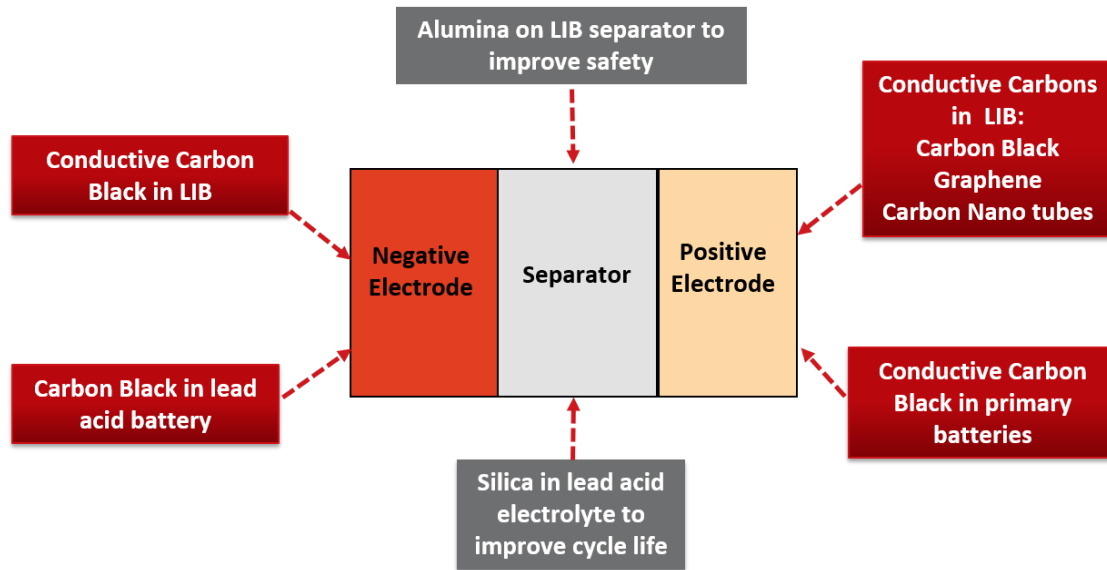 Alumina on LIB separator to
improve safety
Conductive Carbon
Black in LIB
Conductive Carbons
in LIB:
Carbon Black
Graphene
Carbon Nano tubes
Negative
Electrode
Separator
Positive
Electrode
Carbon Black in lead
acid battery
Conductive Carbon
Black in primary
batteries
Silica in lead acid
electrolyte to
improve cycle life